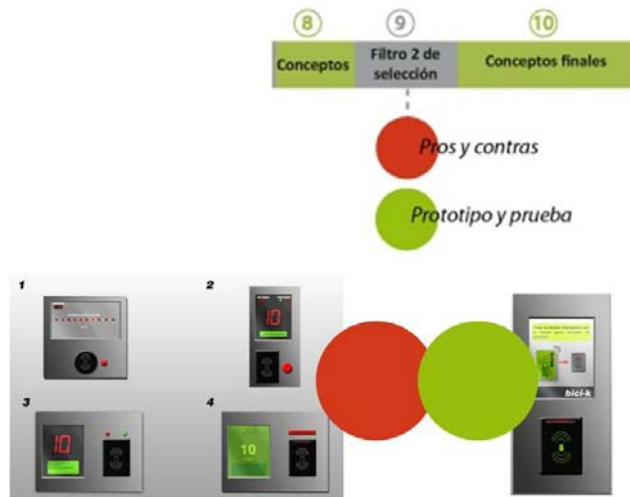 8 9 10
Conceptos Filtro 2 de selección Conceptos finales
Pros y contras
Prototipo y prueba
1 2
10
3 4
10 10
bici-k